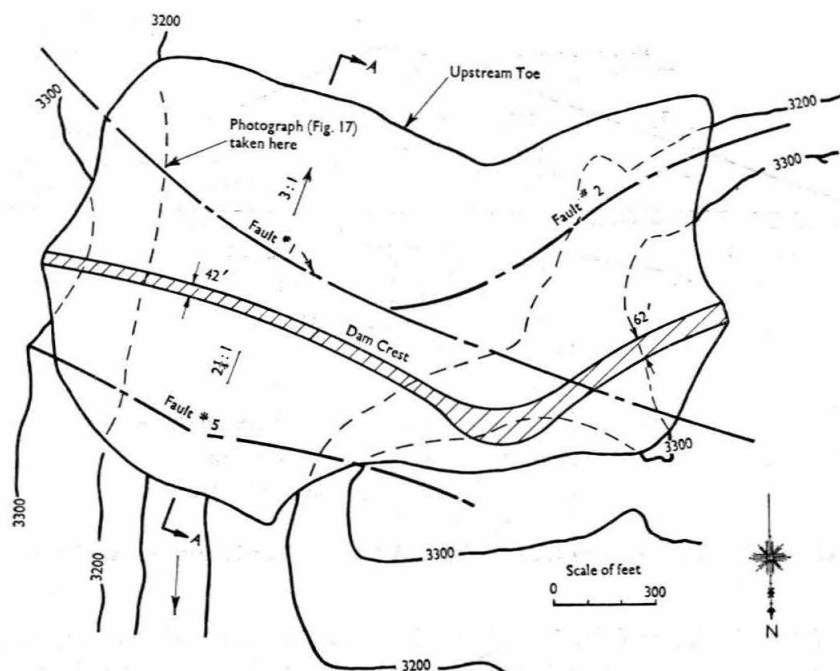 3200
A
Upstream Toe
3300
3200
Photograph (Fig. 17)
taken here
3300
3:1
Fault # 2
Fault #1
42'
62'
Dam Crest
2¼:1
Fault # 5
3300
3300
A
3200
3300
Scale of feet
0 300
N
3200